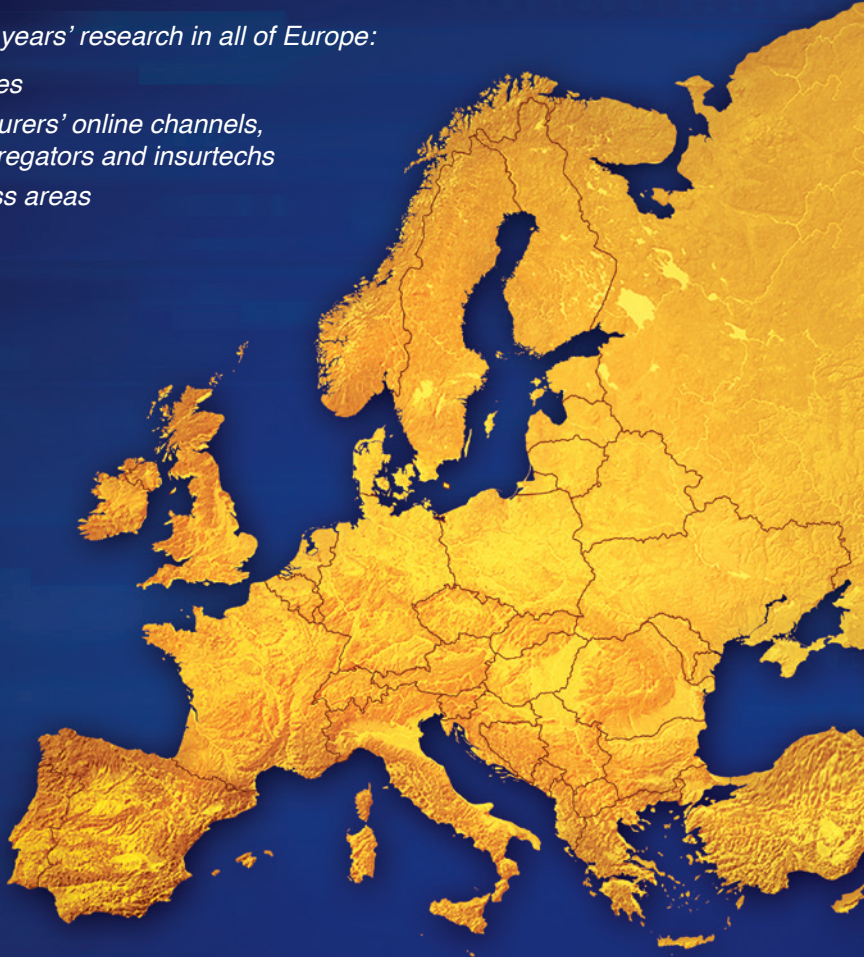 years’ research in all of Europe:
es
urers’ online channels,
regators and insurtechs
ss areas